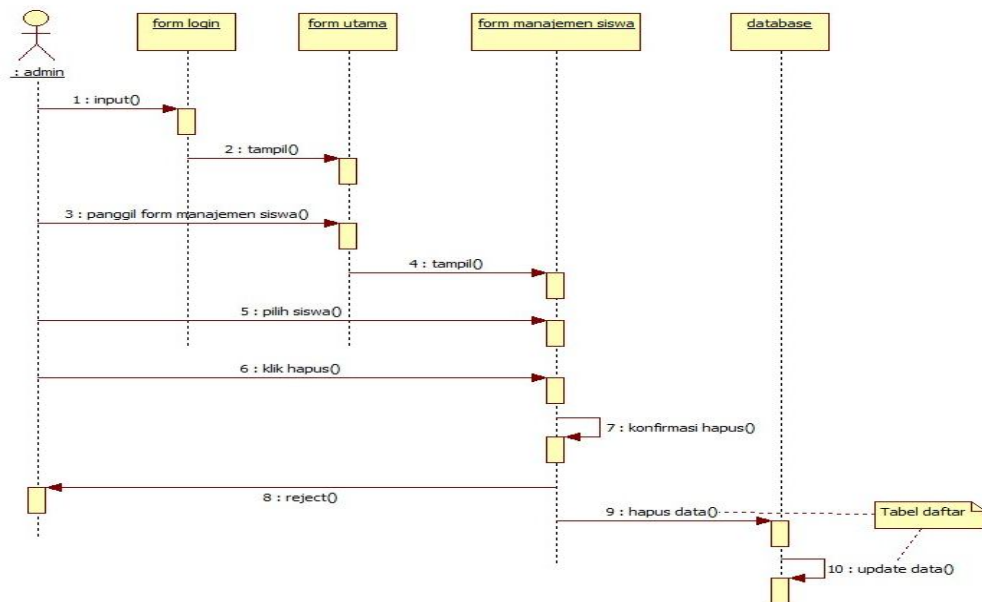 form login
form utama
form manajemen siswa
database
: admin
1 : input()
2 : tampil()
3 : panggil form manajemen siswa()
4 : tampil()
5 : pilih siswa()
6 : klik hapus()
7 : konfirmasi hapus()
8 : reject()
9 : hapus data()
Tabel daftar
10 : update data()